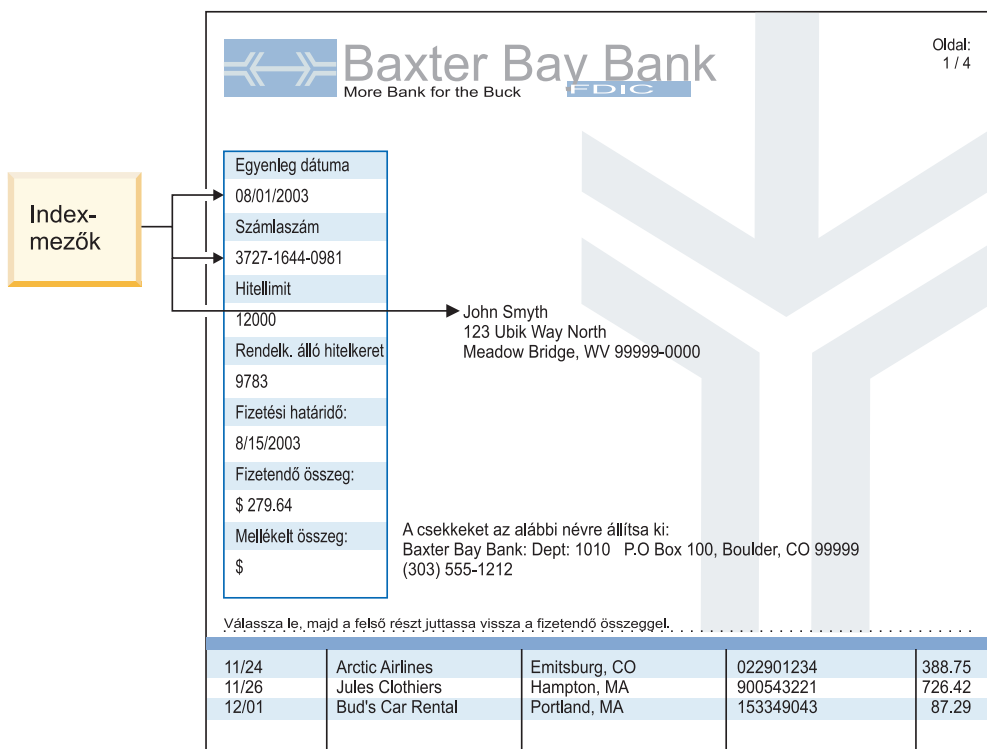 Baxter Bay Bank
More Bank for the Buck
FDIC
Oldal:
1 / 4
Index-
mezők
Egyenleg dátuma
08/01/2003
Számlaszám
3727-1644-0981
Hitellimit
12000
Rendelk. álló hitelkeret
9783
Fizetési határidő:
8/15/2003
Fizetendő összeg:
$ 279.64
Mellékelt összeg:
$
John Smyth
123 Ubik Way North
Meadow Bridge, WV 99999-0000
A csekkeket az alábbi névre állítsa ki:
Baxter Bay Bank: Dept: 1010 P.O Box 100, Boulder, CO 99999
(303) 555-1212
Válassza le, majd a felső részt juttassa vissza a fizetendő összeggel.
11/24 Arctic Airlines Emitsburg, CO 022901234 388.75
11/26 Jules Clothiers Hampton, MA 900543221 726.42
12/01 Bud's Car Rental Portland, MA 153349043 87.29